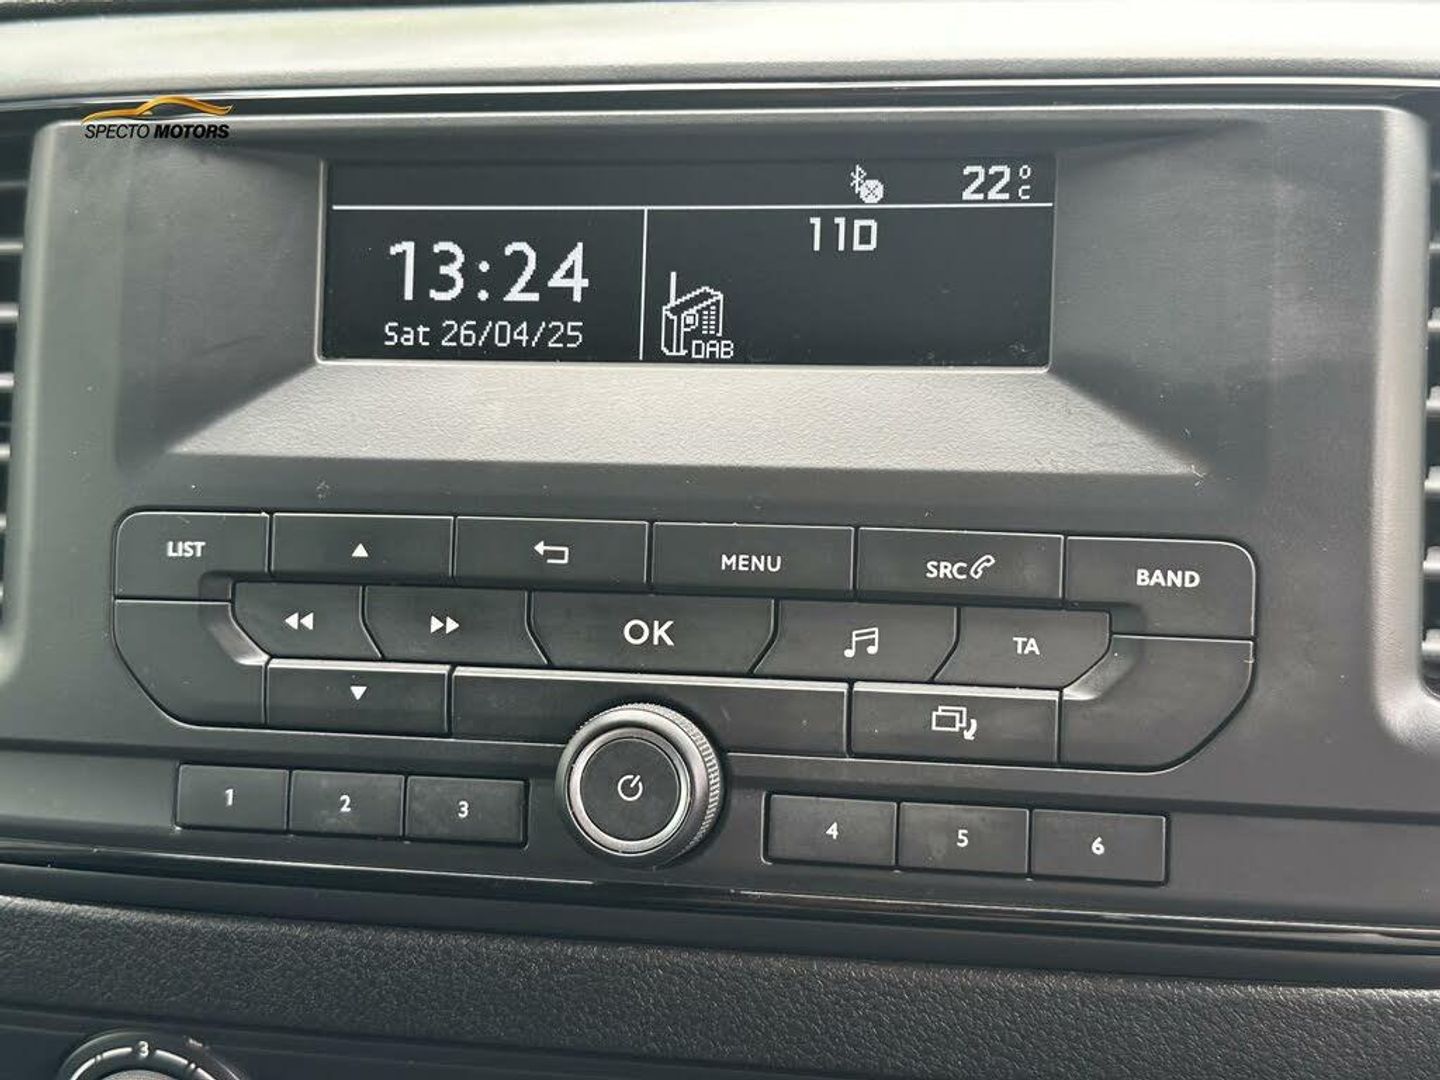 SPECTO MOTORS
22°C
13:24
Sat 26/04/25
11D
DAB
LIST
MENU
SRC
BAND
OK
TA
1
2
3
4
5
6
3